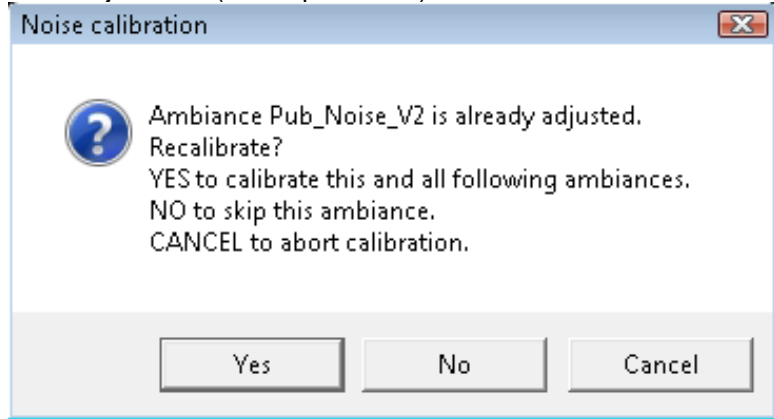 Noise calibration
Ambiance Pub_Noise_V2 is already adjusted.
Recalibrate?
YES to calibrate this and all following ambiances.
NO to skip this ambiance.
CANCEL to abort calibration.
Yes
No
Cancel